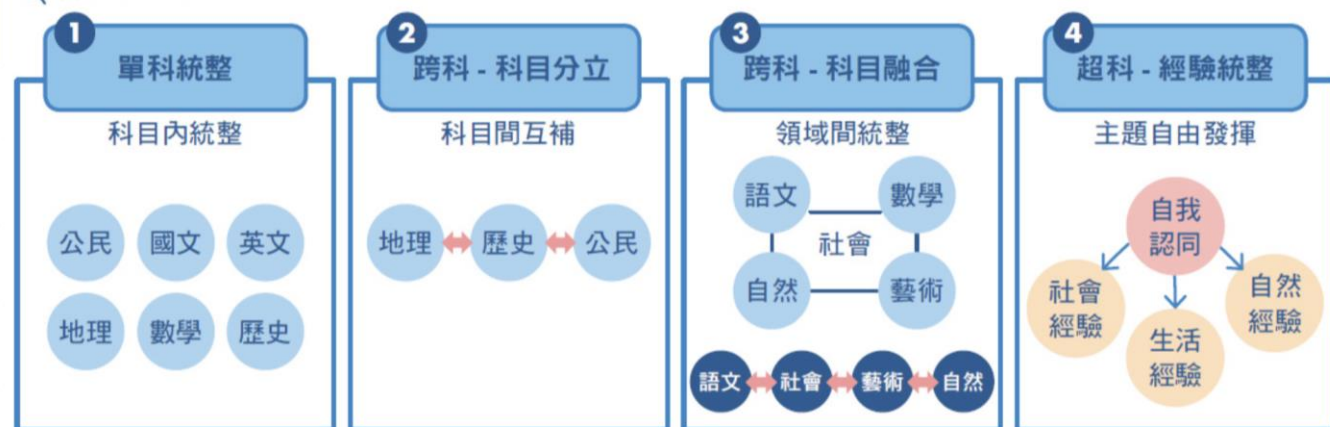 1
單科統整
科目內統整
公民
國文
英文
地理
數學
歷史
2
跨科 - 科目分立
科目間互補
地理
歷史
公民
3
跨科 - 科目融合
領域間統整
語文
數學
社會
自然
藝術
語文
社會
藝術
自然
4
超科 - 經驗統整
主題自由發揮
自我
認同
社會
經驗
生活
經驗
自然
經驗